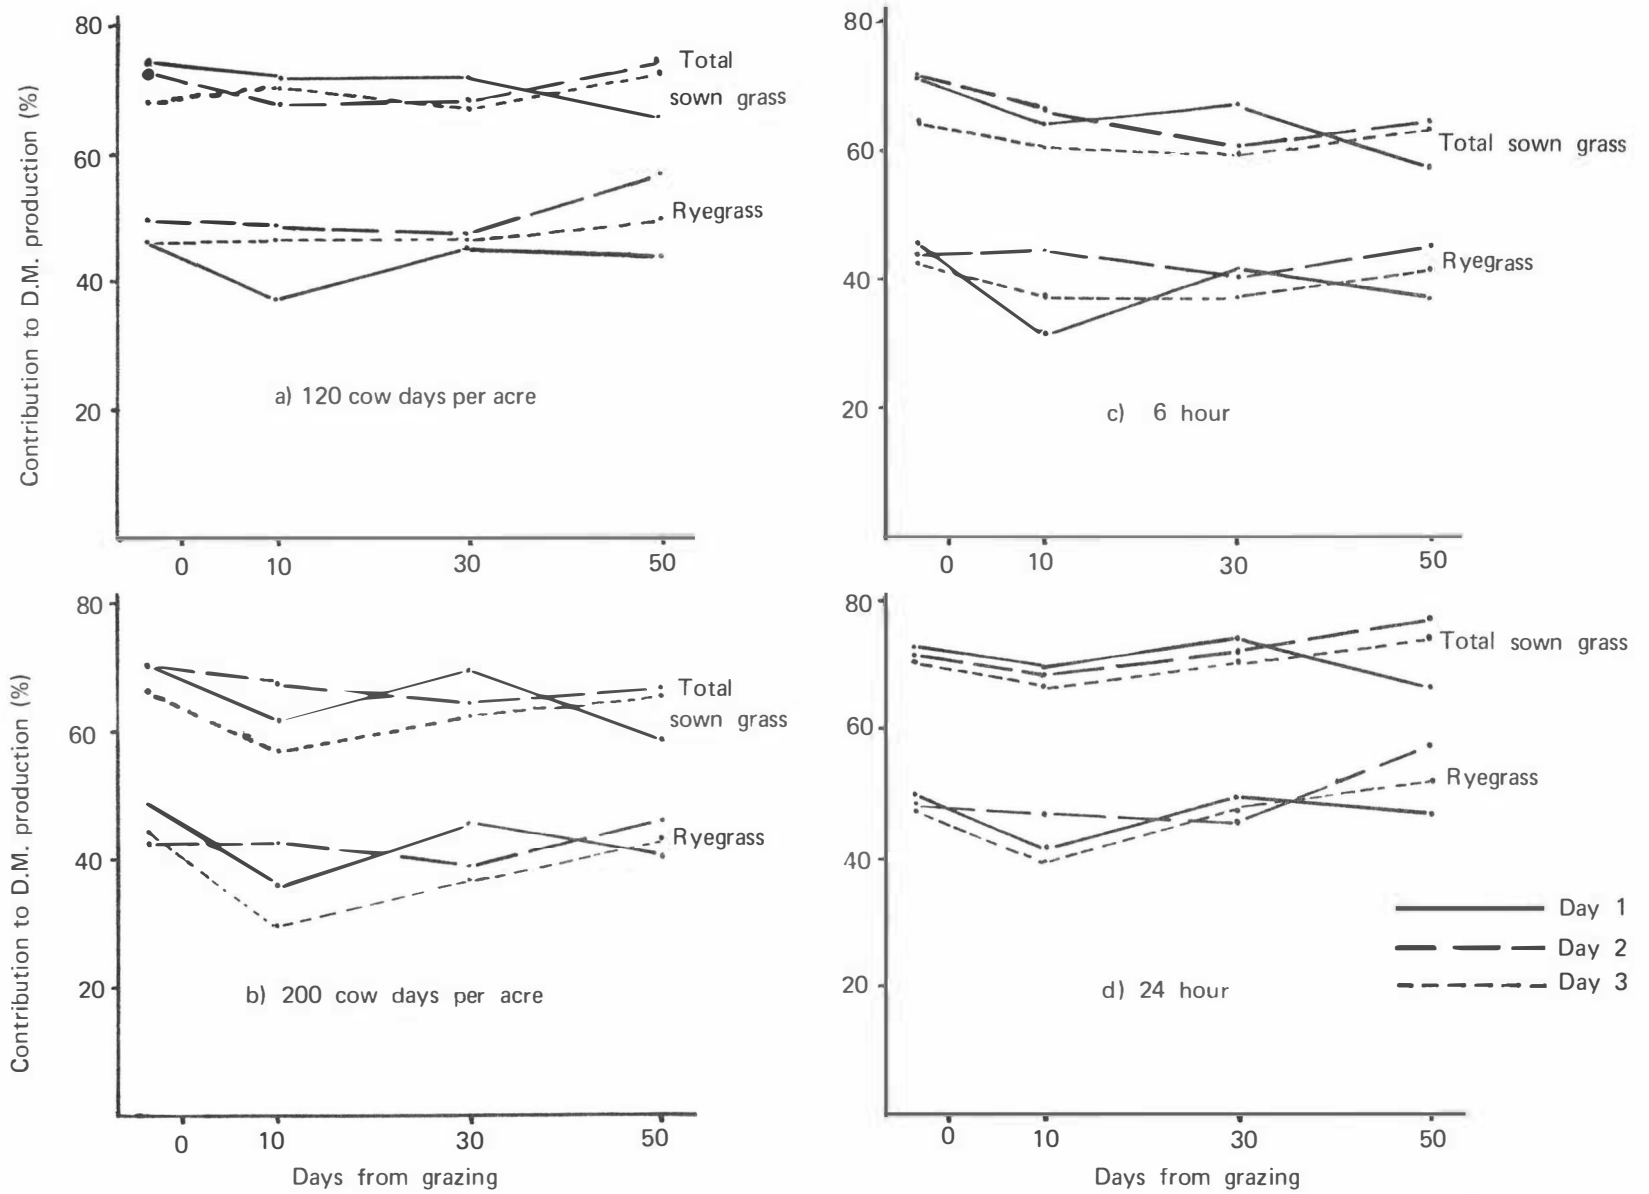 80
60
40
20
Contribution to D.M. production (%)
Total
sown grass
Ryegrass
a) 120 cow days per acre
0 10 30 50
80
60
40
20
Total sown grass
Ryegrass
c) 6 hour
0 10 30 50
80
60
40
20
Contribution to D.M. production (%)
Total
sown grass
Ryegrass
b) 200 cow days per acre
0 10 30 50
Days from grazing
80
60
40
20
Total sown grass
Ryegrass
Day 1
Day 2
Day 3
d) 24 hour
0 10 30 50
Days from grazing